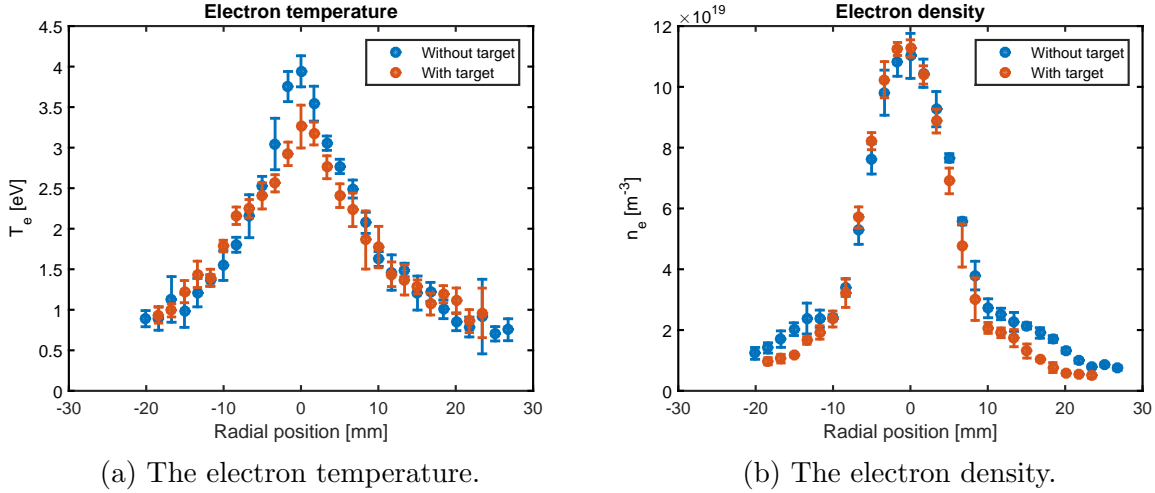 Electron temperature
4.5
4
3.5
3
2.5
2
1.5
1
0.5
0
T_e [eV]
Without target
With target
-30 -20 -10 0 10 20 30
Radial position [mm]
(a) The electron temperature.
×10^19
Electron density
12
10
8
6
4
2
0
n_e [m^-3]
Without target
With target
-30 -20 -10 0 10 20 30
Radial position [mm]
(b) The electron density.